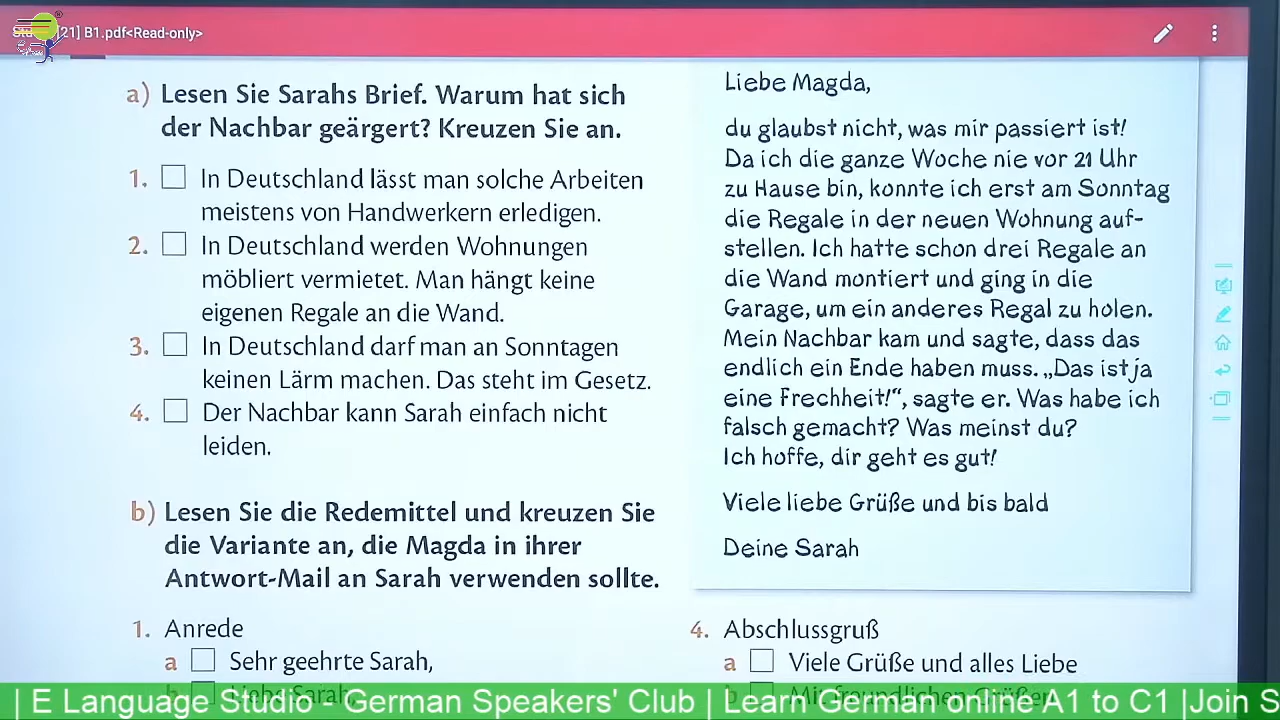 [21] B1.pdf<Read-only>
a) Lesen Sie Sarahs Brief. Warum hat sich
der Nachbar geärgert? Kreuzen Sie an.
1. In Deutschland lässt man solche Arbeiten
meistens von Handwerkern erledigen.
2. In Deutschland werden Wohnungen
möbliert vermietet. Man hängt keine
eigenen Regale an die Wand.
3. In Deutschland darf man an Sonntagen
keinen Lärm machen. Das steht im Gesetz.
4. Der Nachbar kann Sarah einfach nicht
leiden.
Liebe Magda,
du glaubst nicht, was mir passiert ist!
Da ich die ganze Woche nie vor 21 Uhr
zu Hause bin, konnte ich erst am Sonntag
die Regale in der neuen Wohnung auf-
stellen. Ich hatte schon drei Regale an
die Wand montiert und ging in die
Garage, um ein anderes Regal zu holen.
Mein Nachbar kam und sagte, dass das
endlich ein Ende haben muss. „Das ist ja
eine Frechheit!“, sagte er. Was habe ich
falsch gemacht? Was meinst du?
Ich hoffe, dir geht es gut!
Viele liebe Grüße und bis bald
Deine Sarah
b) Lesen Sie die Redemittel und kreuzen Sie
die Variante an, die Magda in ihrer
Antwort-Mail an Sarah verwenden sollte.
1. Anrede
a Sehr geehrte Sarah,
b Liebe Sarah,
4. Abschlussgruß
a Viele Grüße und alles Liebe
b Mit freundlichen Grüßen
| E Language Studio - German Speakers' Club | Learn German online A1 to C1 |Join S